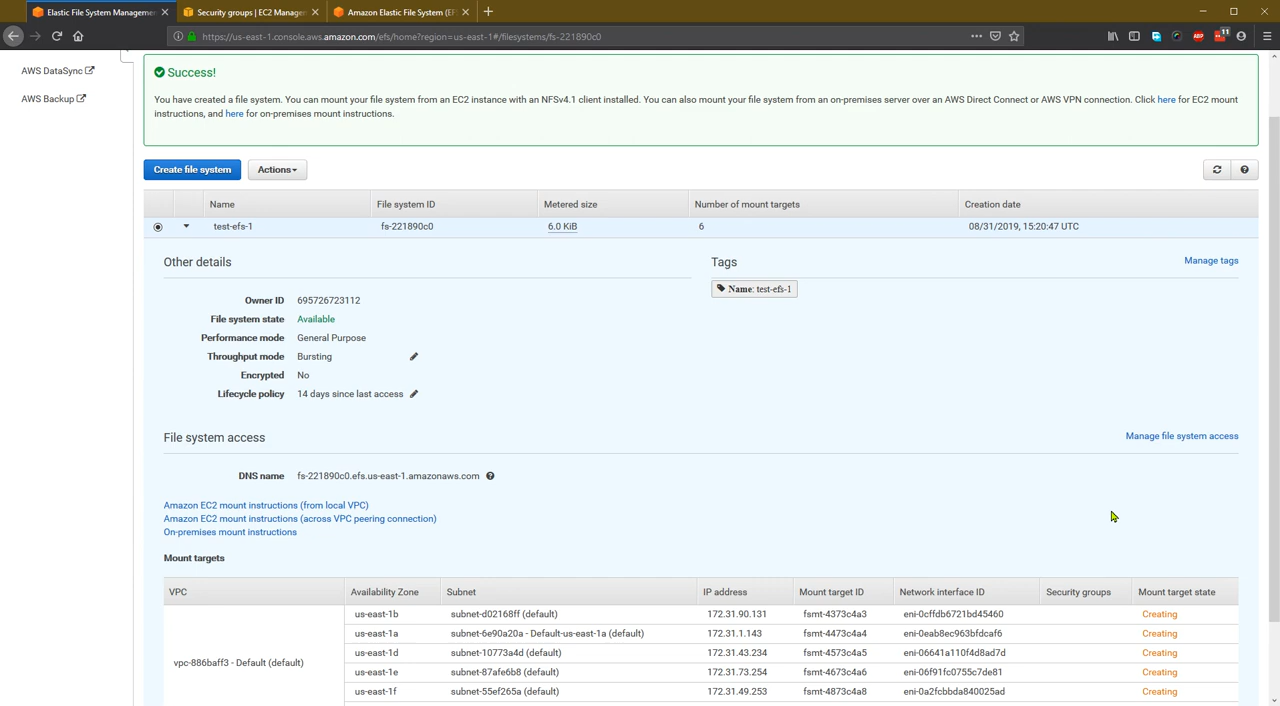 Elastic File System Managemen
Security groups | EC2 Manage
Amazon Elastic File System (EF
https://us-east-1.console.aws.amazon.com/efs/home?region=us-east-1#/filesystems/fs-221890c0
ABP
11
AWS DataSync
AWS Backup
Success!
You have created a file system. You can mount your file system from an EC2 instance with an NFSv4.1 client installed. You can also mount your file system from an on-premises server over an AWS Direct Connect or AWS VPN connection. Click here for EC2 mount
instructions, and here for on-premises mount instructions.
Create file system
Actions
Name File system ID Metered size Number of mount targets Creation date
test-efs-1 fs-221890c0 6.0 KiB 6 08/31/2019, 15:20:47 UTC
Other details
Tags
Manage tags
Name: test-efs-1
Owner ID 695726723112
File system state Available
Performance mode General Purpose
Throughput mode Bursting
Encrypted No
Lifecycle policy 14 days since last access
File system access
Manage file system access
DNS name fs-221890c0.efs.us-east-1.amazonaws.com
Amazon EC2 mount instructions (from local VPC)
Amazon EC2 mount instructions (across VPC peering connection)
On-premises mount instructions
Mount targets
VPC Availability Zone Subnet IP address Mount target ID Network interface ID Security groups Mount target state
us-east-1b subnet-d02168ff (default) 172.31.90.131 fsmt-4373c4a3 eni-0cffdb6721bd45460 Creating
us-east-1a subnet-6e90a20a - Default-us-east-1a (default) 172.31.1.143 fsmt-4473c4a4 eni-0eab8ec963bfdcaf6 Creating
us-east-1d subnet-10773a4d (default) 172.31.43.234 fsmt-4573c4a5 eni-06641a110f4d8ad7d Creating
vpc-886baff3 - Default (default)
us-east-1e subnet-87afe6b8 (default) 172.31.73.254 fsmt-4673c4a6 eni-06f91fc0755c7de81 Creating
us-east-1f subnet-55ef265a (default) 172.31.49.253 fsmt-4873c4a8 eni-0a2fcbbda840025ad Creating